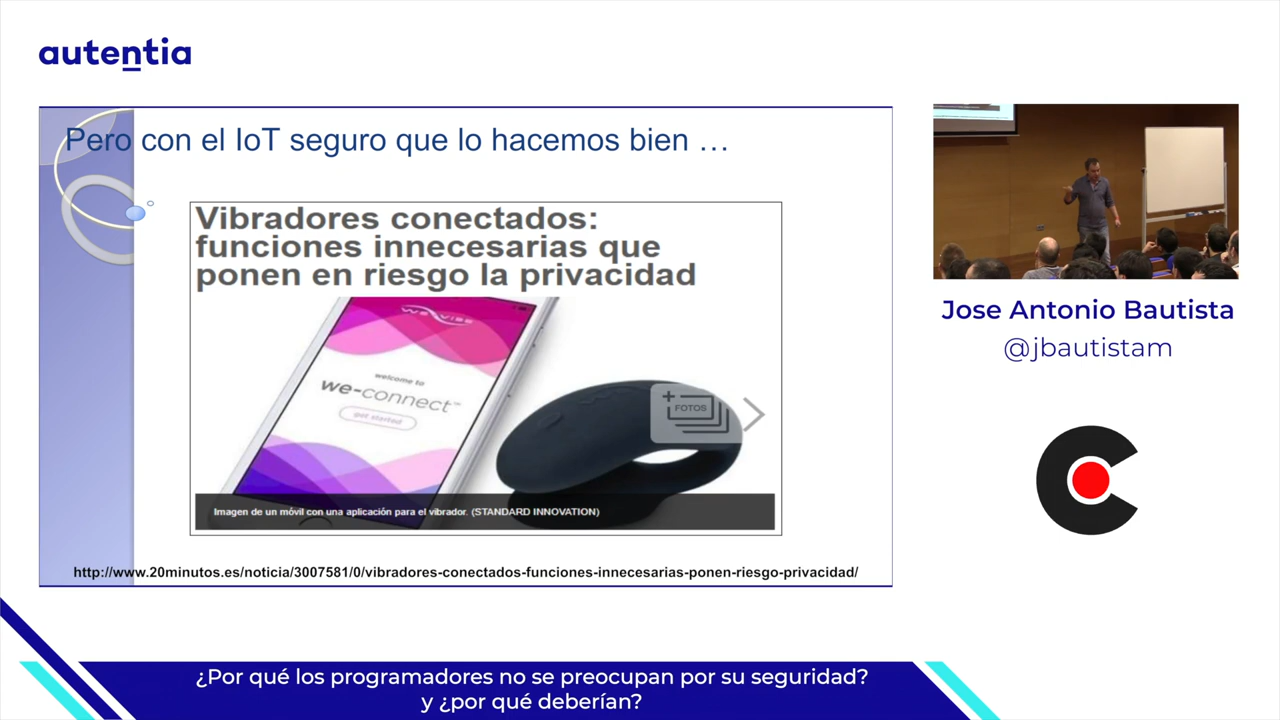 autentia
Pero con el IoT seguro que lo hacemos bien …
Vibradores conectados:
funciones innecesarias que
ponen en riesgo la privacidad
WE-VIBE
welcome to
we-connect™
get started
+
FOTOS
Imagen de un móvil con una aplicación para el vibrador. (STANDARD INNOVATION)
http://www.20minutos.es/noticia/3007581/0/vibradores-conectados-funciones-innecesarias-ponen-riesgo-privacidad/
Jose Antonio Bautista
@jbautistam
¿Por qué los programadores no se preocupan por su seguridad?
y ¿por qué deberían?